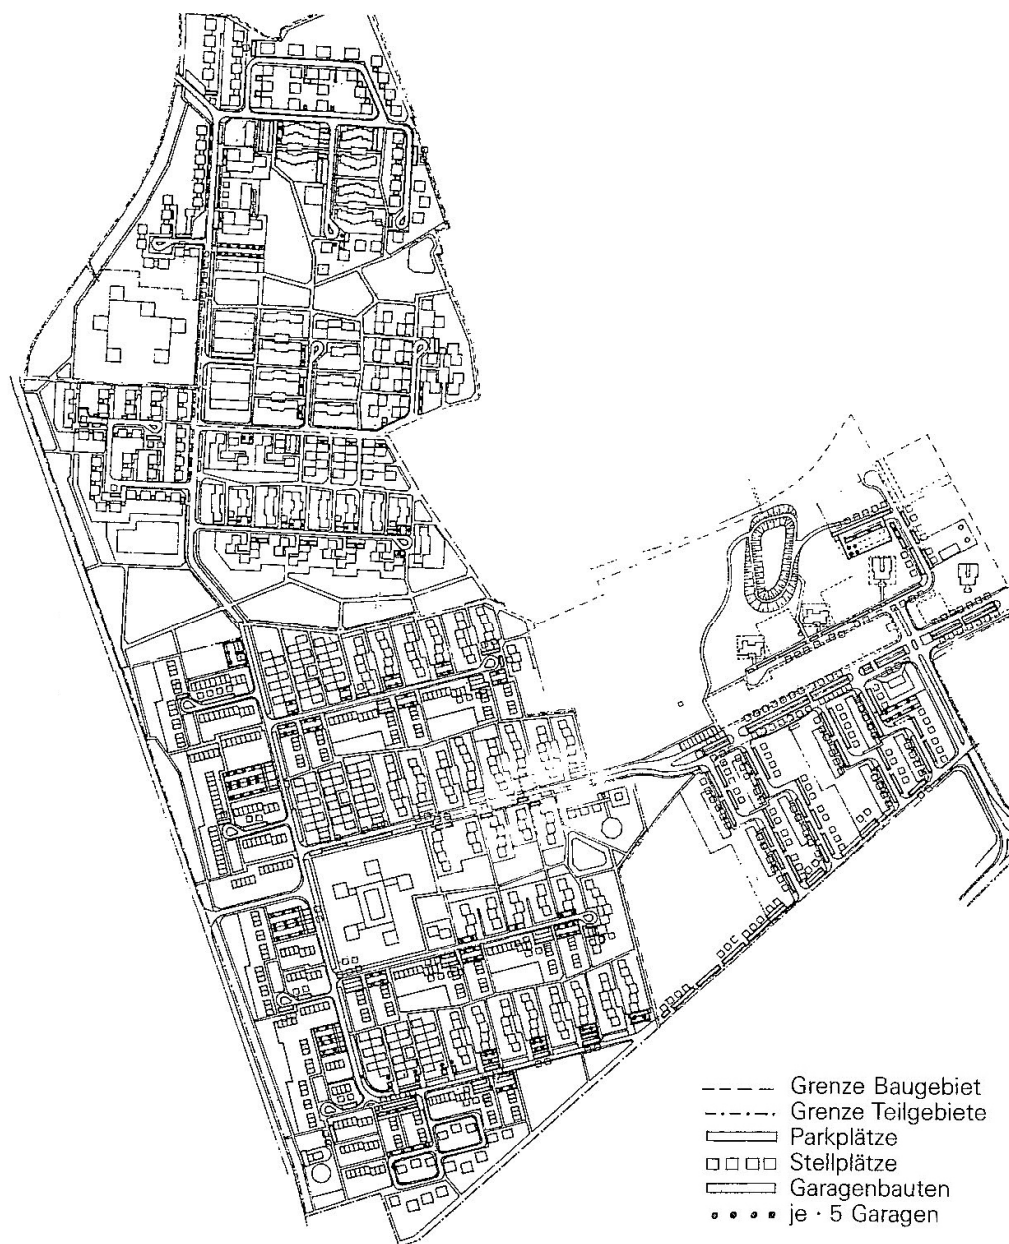 Grenze Baugebiet
Grenze Teilgebiete
Parkplätze
Stellplätze
Garagenbauten
je · 5 Garagen